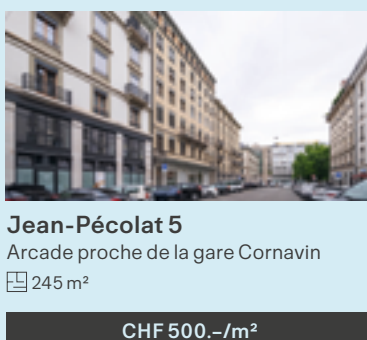 Jean-Pécolat 5
Arcade proche de la gare Cornavin
245 m²
CHF 500.–/m²